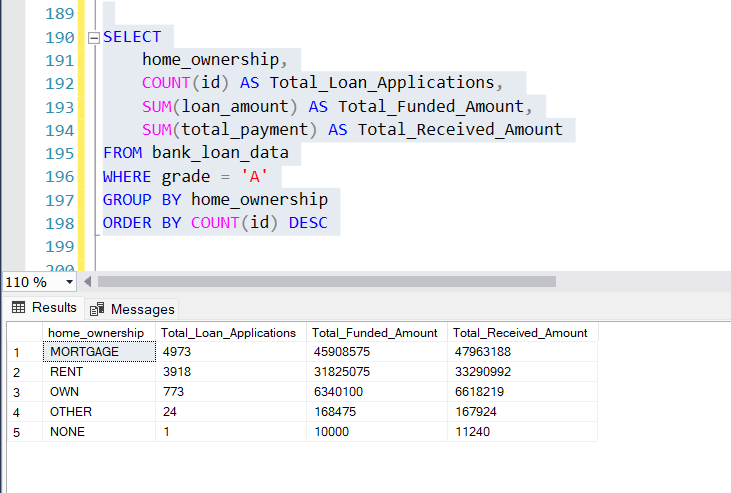 189
190 SELECT
191 home_ownership,
192 COUNT(id) AS Total_Loan_Applications,
193 SUM(loan_amount) AS Total_Funded_Amount,
194 SUM(total_payment) AS Total_Received_Amount
195 FROM bank_loan_data
196 WHERE grade = 'A'
197 GROUP BY home_ownership
198 ORDER BY COUNT(id) DESC
199
200
110 %
Results Messages
home_ownership Total_Loan_Applications Total_Funded_Amount Total_Received_Amount
1 MORTGAGE 4973 45908575 47963188
2 RENT 3918 31825075 33290992
3 OWN 773 6340100 6618219
4 OTHER 24 168475 167924
5 NONE 1 10000 11240